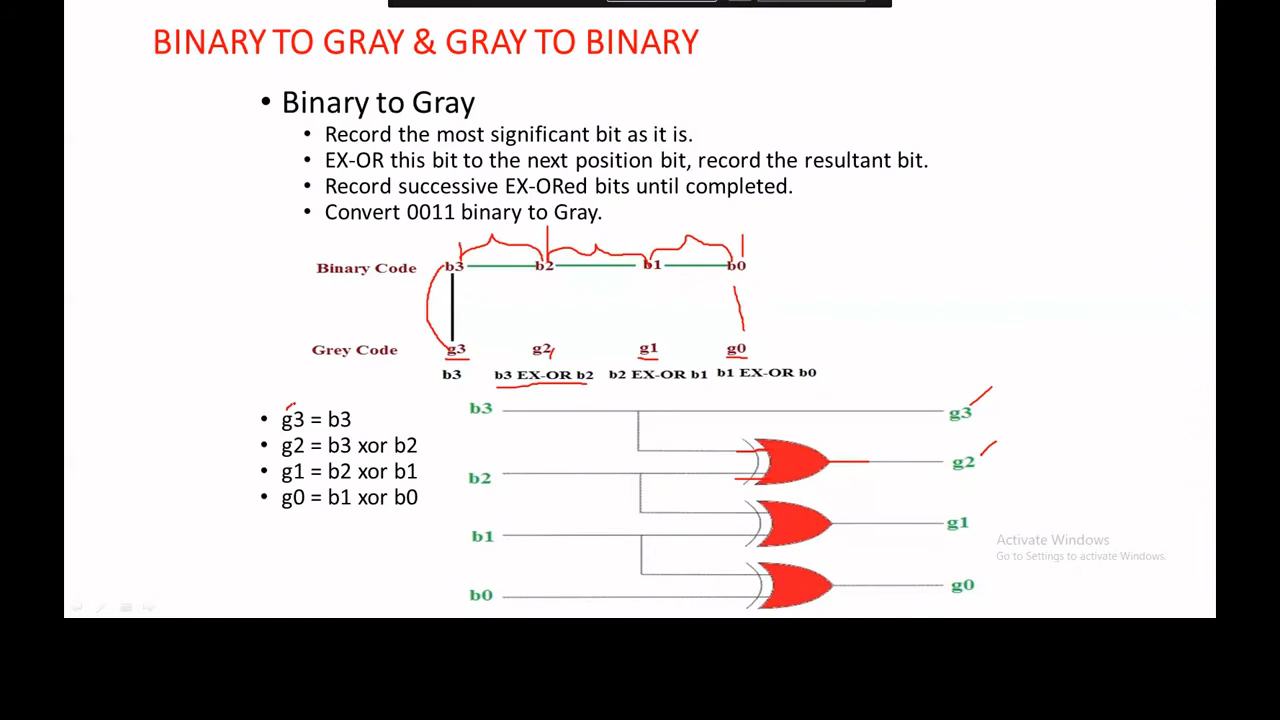 BINARY TO GRAY & GRAY TO BINARY
• Binary to Gray
• Record the most significant bit as it is.
• EX-OR this bit to the next position bit, record the resultant bit.
• Record successive EX-ORed bits until completed.
• Convert 0011 binary to Gray.
Binary Code b3 b2 b1 b0
Grey Code g3 g2 g1 g0
b3 b3 EX-OR b2 b2 EX-OR b1 b1 EX-OR b0
• g3 = b3
• g2 = b3 xor b2
• g1 = b2 xor b1
• g0 = b1 xor b0
b3 g3
b2 g2
b1 g1
b0 g0
Activate Windows
Go to Settings to activate Windows.